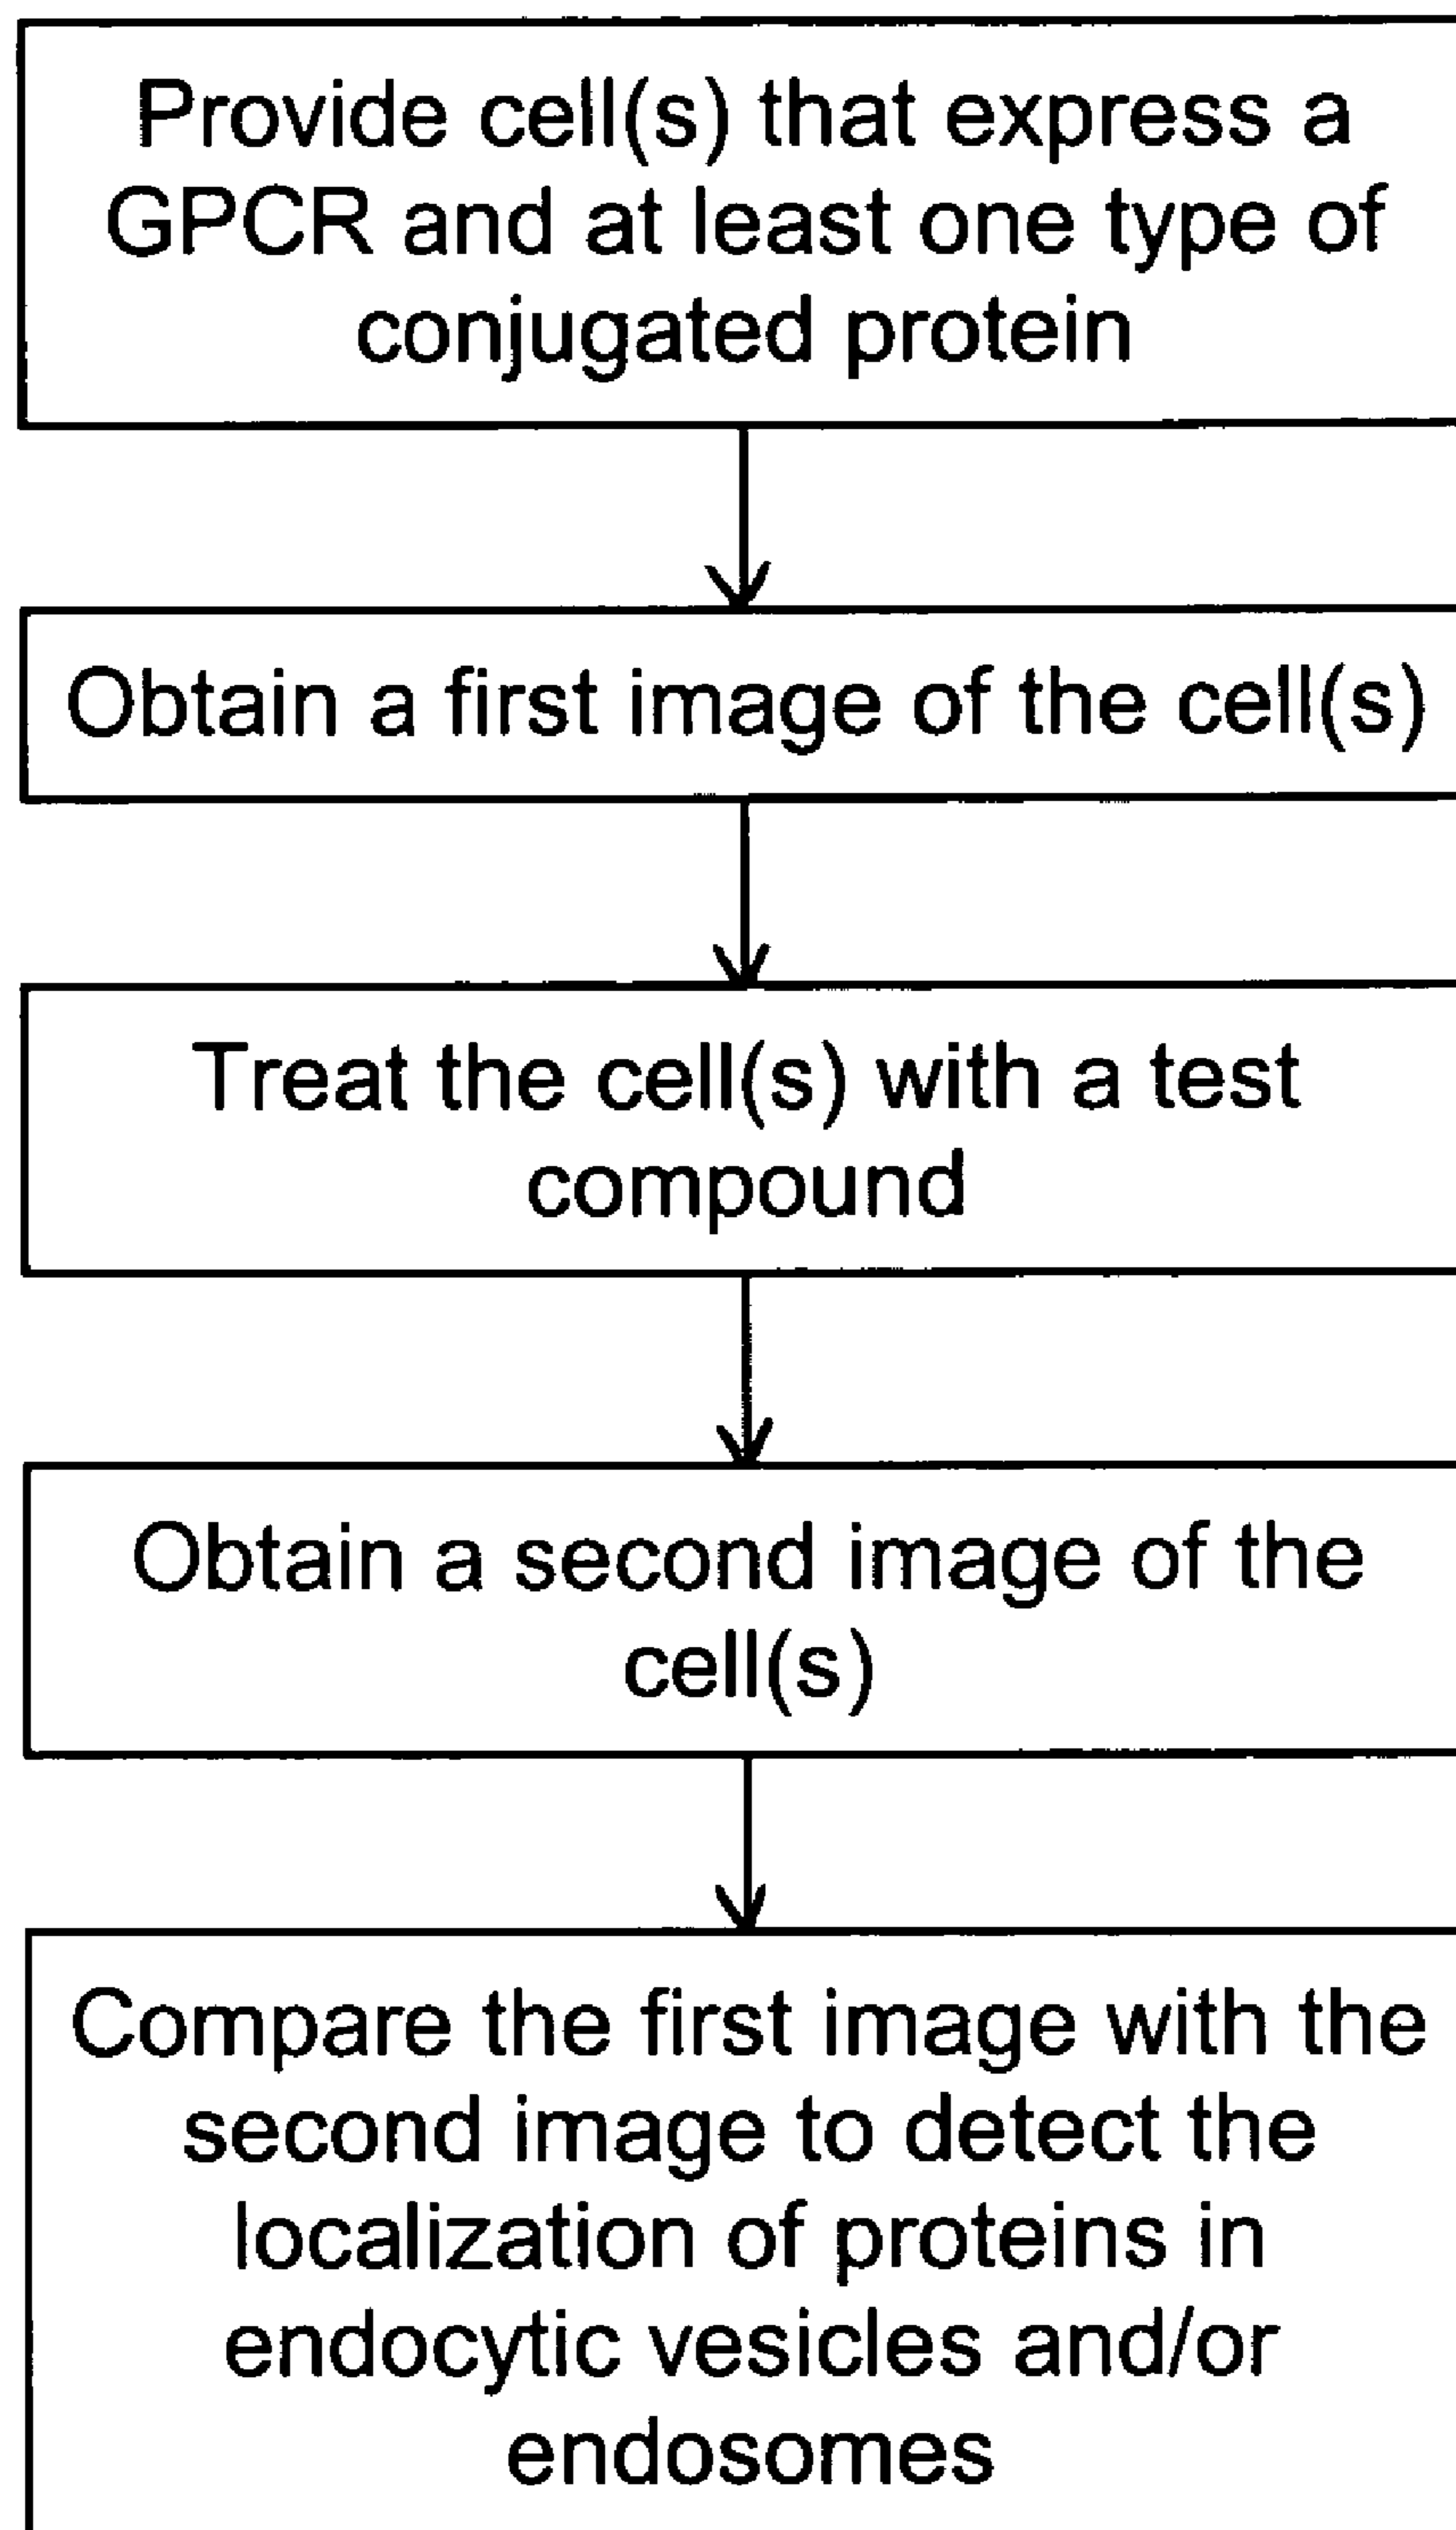 Provide cell(s) that express a
GPCR and at least one type of
conjugated protein
Obtain a first image of the cell(s)
Treat the cell(s) with a test
compound
Obtain a second image of the
cell(s)
Compare the first image with the
second image to detect the
localization of proteins in
endocytic vesicles and/or
endosomes